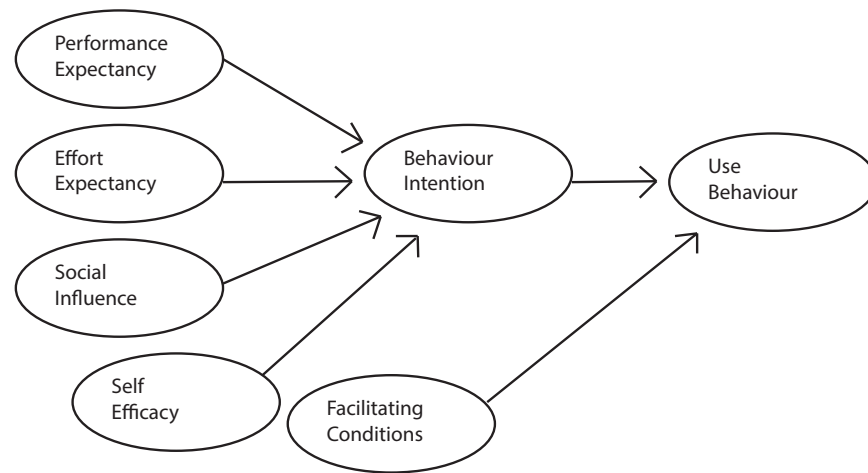 Performance
Expectancy
Effort
Expectancy
Behaviour
Intention
Use
Behaviour
Social
Influence
Self
Efficacy
Facilitating
Conditions